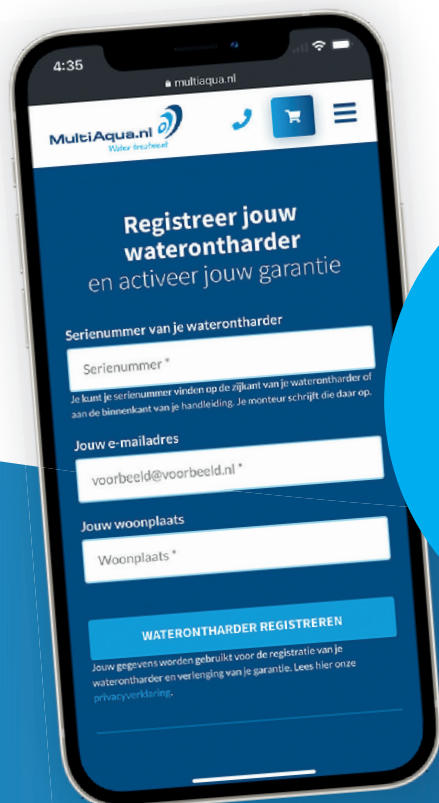 4:35
multiaqua.nl
MultiAqua.nl
Water treatment
Registreer jouw
waterontharder
en activeer jouw garantie
Serienummer van je waterontharder
Serienummer *
Je kunt je serienummer vinden op de zijkant van je waterontharder of
aan de binnenkant van je handleiding. Je monteur schrijft die daar op.
Jouw e-mailadres
voorbeeld@voorbeeld.nl *
Jouw woonplaats
Woonplaats *
WATERONTHARDER REGISTREREN
Jouw gegevens worden gebruikt voor de registratie van je
waterontharder en verlenging van je garantie. Lees hier onze
privacyverklaring.